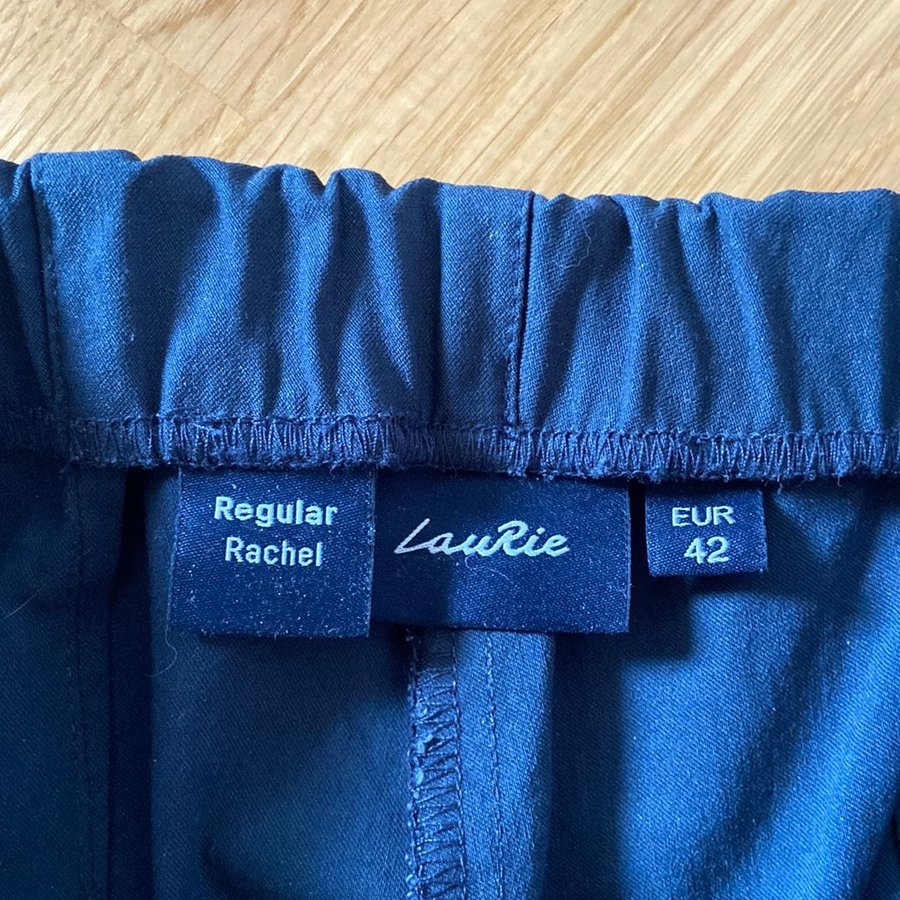 Regular
Rachel
LauRie
EUR
42